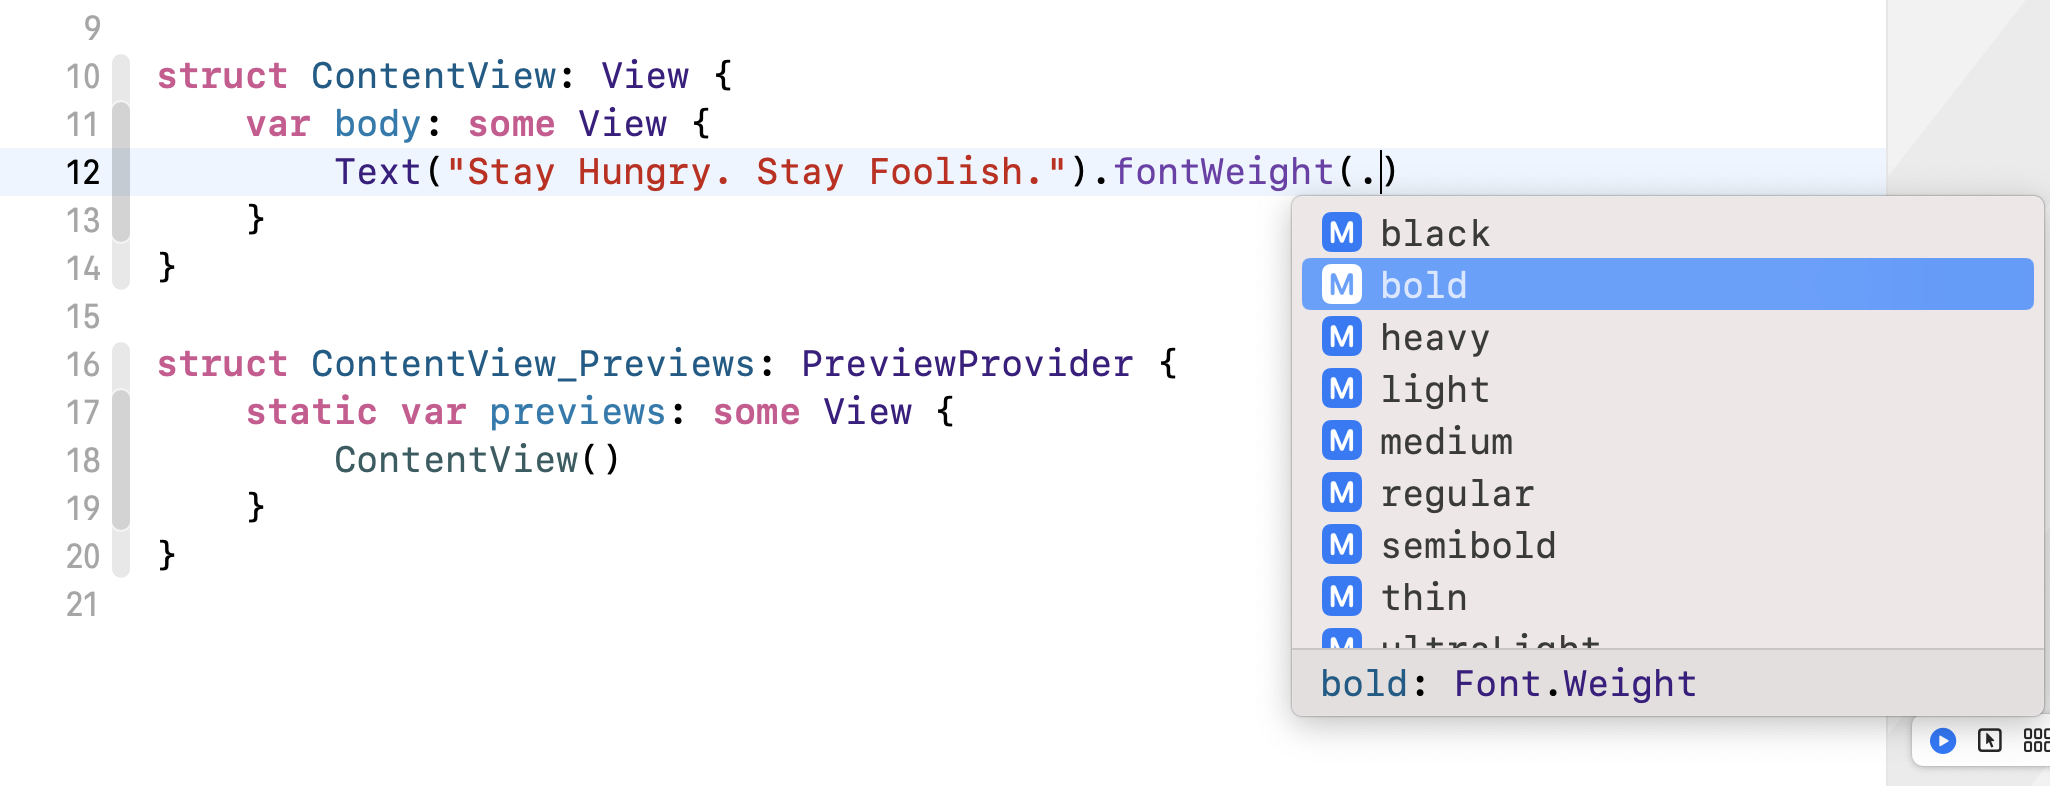 9
10 struct ContentView: View {
11 var body: some View {
12 Text("Stay Hungry. Stay Foolish.").fontWeight(.)
13 }
14 }
15
16 struct ContentView_Previews: PreviewProvider {
17 static var previews: some View {
18 ContentView()
19 }
20 }
21
M black
M bold
M heavy
M light
M medium
M regular
M semibold
M thin
M ultraLight
bold: Font.Weight